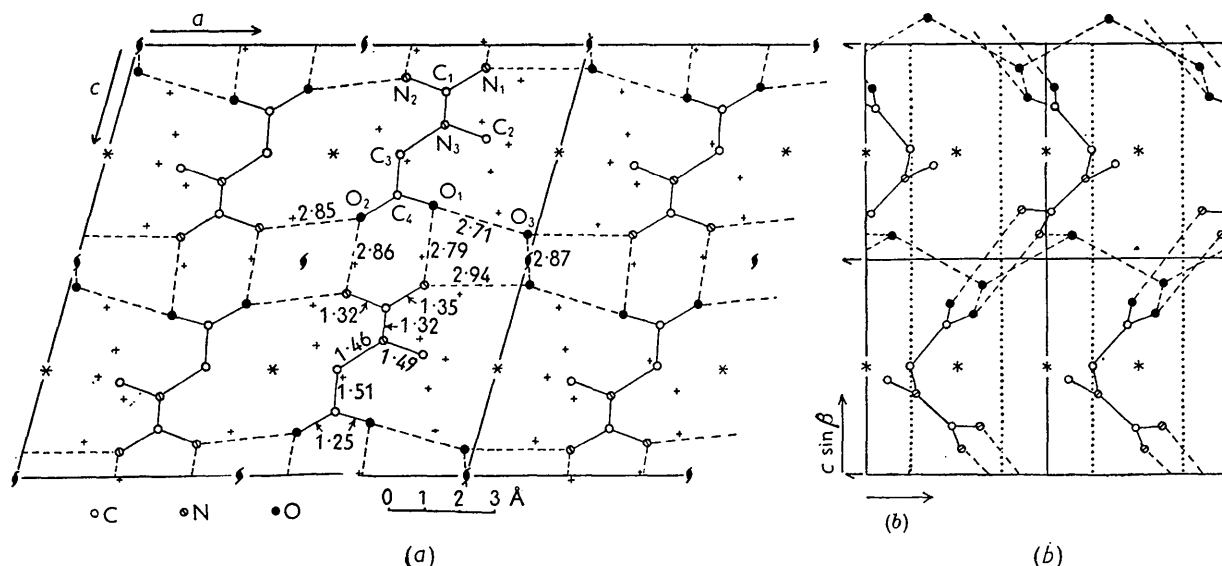 a
c
C₁
N₂
N₁
N₃
C₂
C₃
O₂
O₁
C₄
O₃
2·85
2·71
2·86
2·79
2·87
2·94
1·32
1·35
1·32
1·46
1·49
1·51
1·25
0 1 2 3 Å
C N O
(a)
c sin β
(b)
(b)